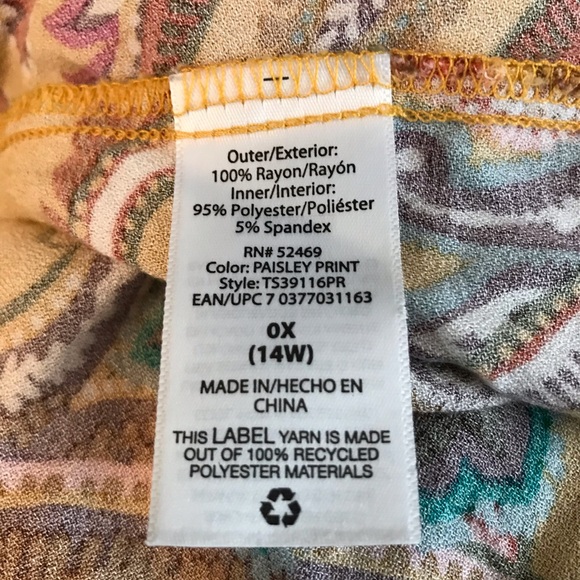 Outer/Exterior:
100% Rayon/Rayón
Inner/Interior:
95% Polyester/Poliéster
5% Spandex
RN# 52469
Color: PAISLEY PRINT
Style: TS39116PR
EAN/UPC 7 0377031163
0X
(14W)
MADE IN/HECHO EN
CHINA
THIS LABEL YARN IS MADE
OUT OF 100% RECYCLED
POLYESTER MATERIALS